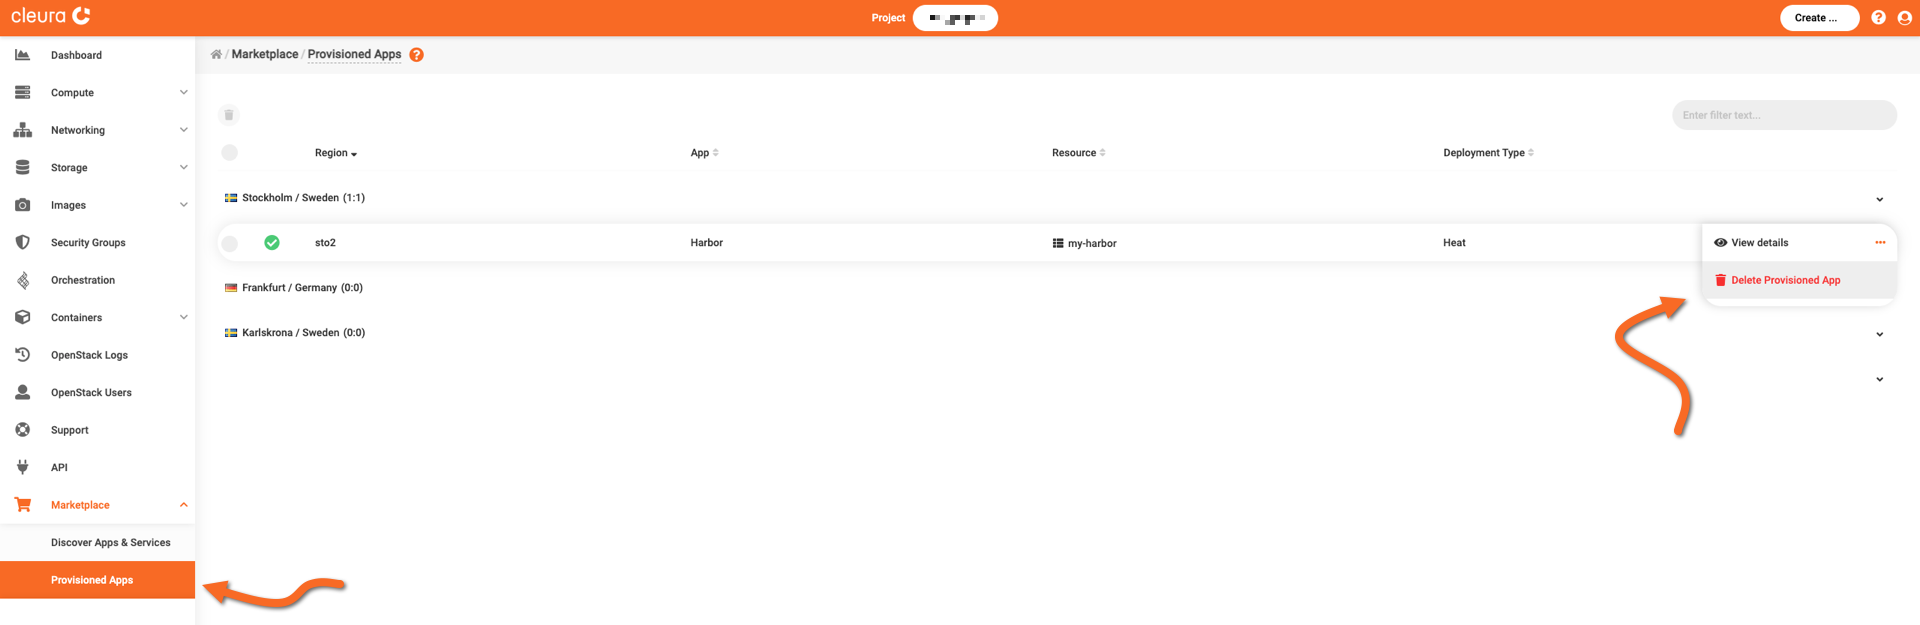 cleura
Project
Create ...
Dashboard
Compute
Networking
Storage
Images
Security Groups
Orchestration
Containers
OpenStack Logs
OpenStack Users
Support
API
Marketplace
Discover Apps & Services
Provisioned Apps
/ Marketplace / Provisioned Apps ?
Enter filter text...
Region App Resource Deployment Type
Stockholm / Sweden (1:1)
sto2 Harbor my-harbor Heat View details ...
Delete Provisioned App
Frankfurt / Germany (0:0)
Karlskrona / Sweden (0:0)